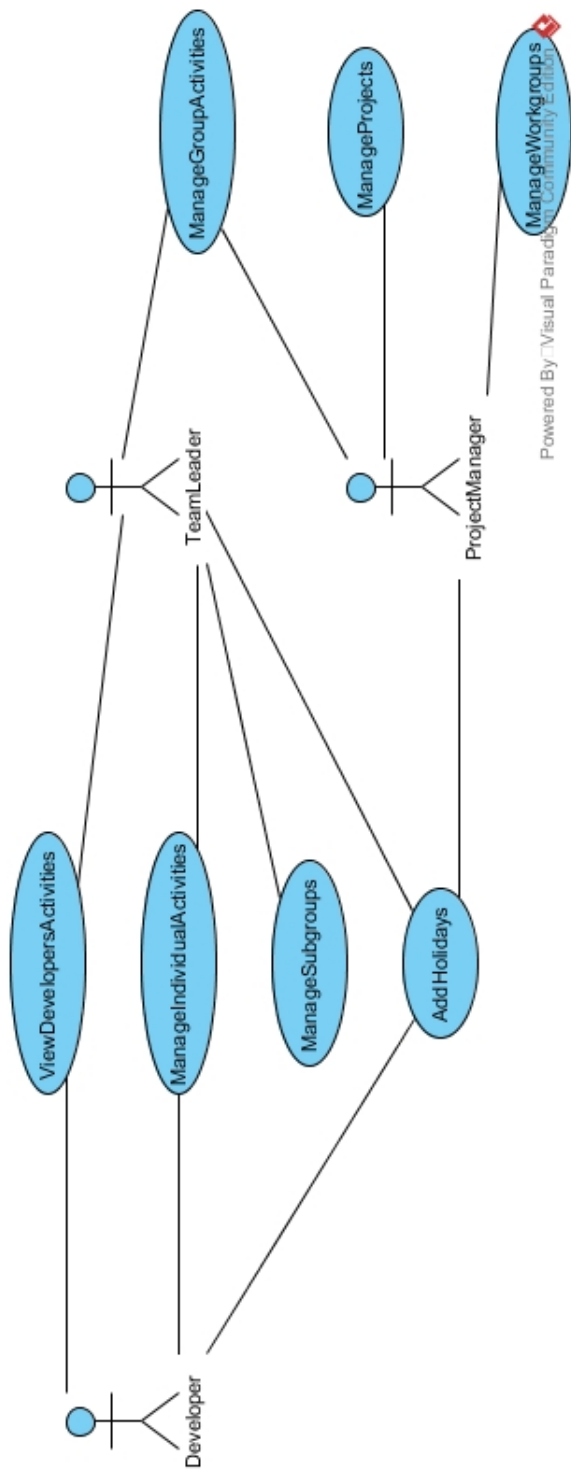 ViewDevelopersActivities
ManageGroupActivities
TeamLeader
ManageIndividualActivities
Developer
ManageSubgroups
ManageProjects
AddHolidays
ProjectManager
ManageWorkgroups
Powered By Visual Paradigm Community Edition